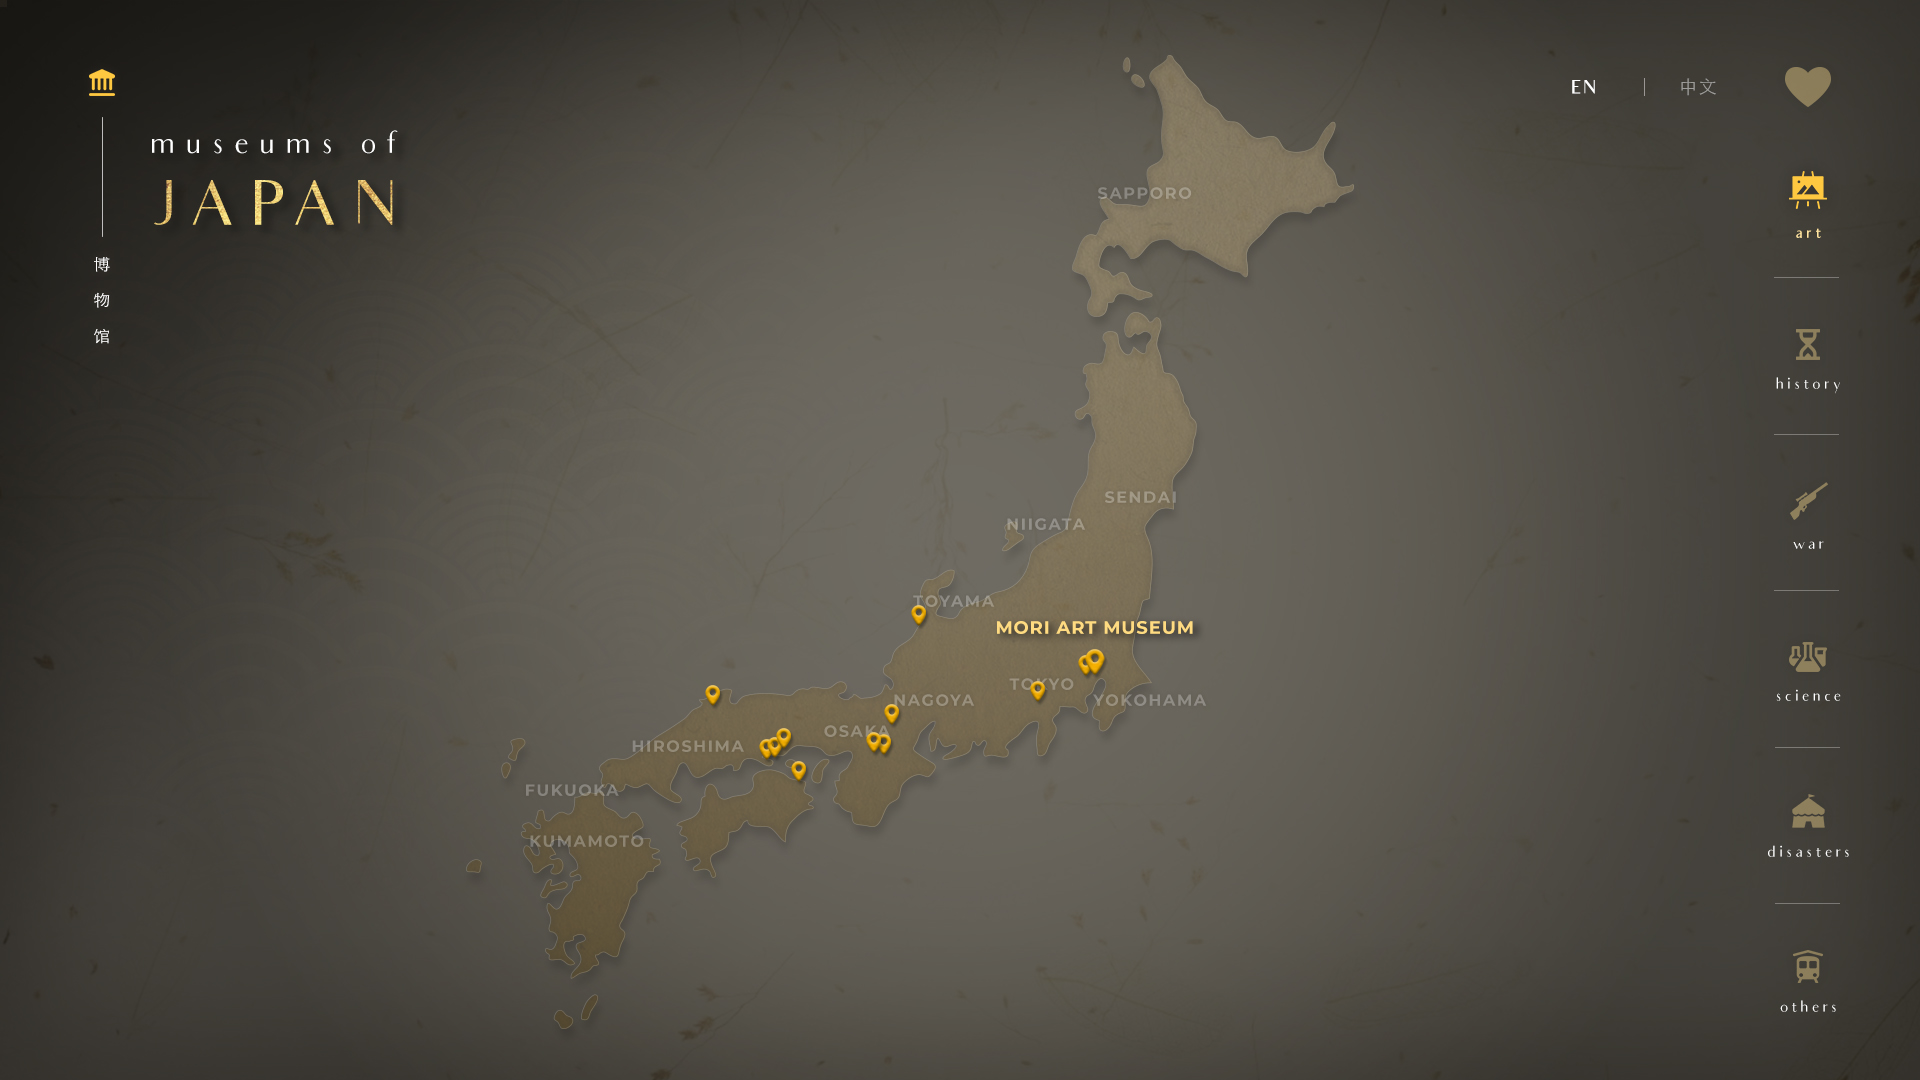 museums of
JAPAN
博
物
馆
EN
中文
art
history
war
science
disasters
others
SAPPORO
SENDAI
NIIGATA
TOYAMA
MORI ART MUSEUM
TOKYO
NAGOYA
YOKOHAMA
OSAKA
HIROSHIMA
FUKUOKA
KUMAMOTO